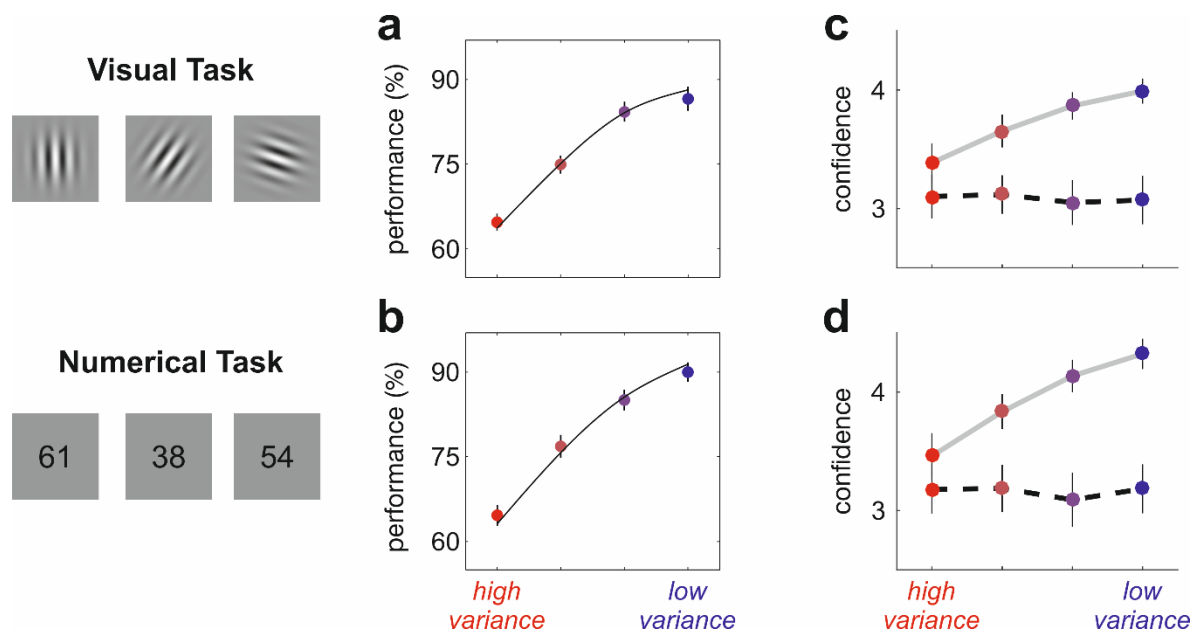 Visual Task
a
performance (%)
90
75
60
c
confidence
4
3
Numerical Task
61 38 54
b
performance (%)
90
75
60
high variance
low variance
d
confidence
4
3
high variance
low variance